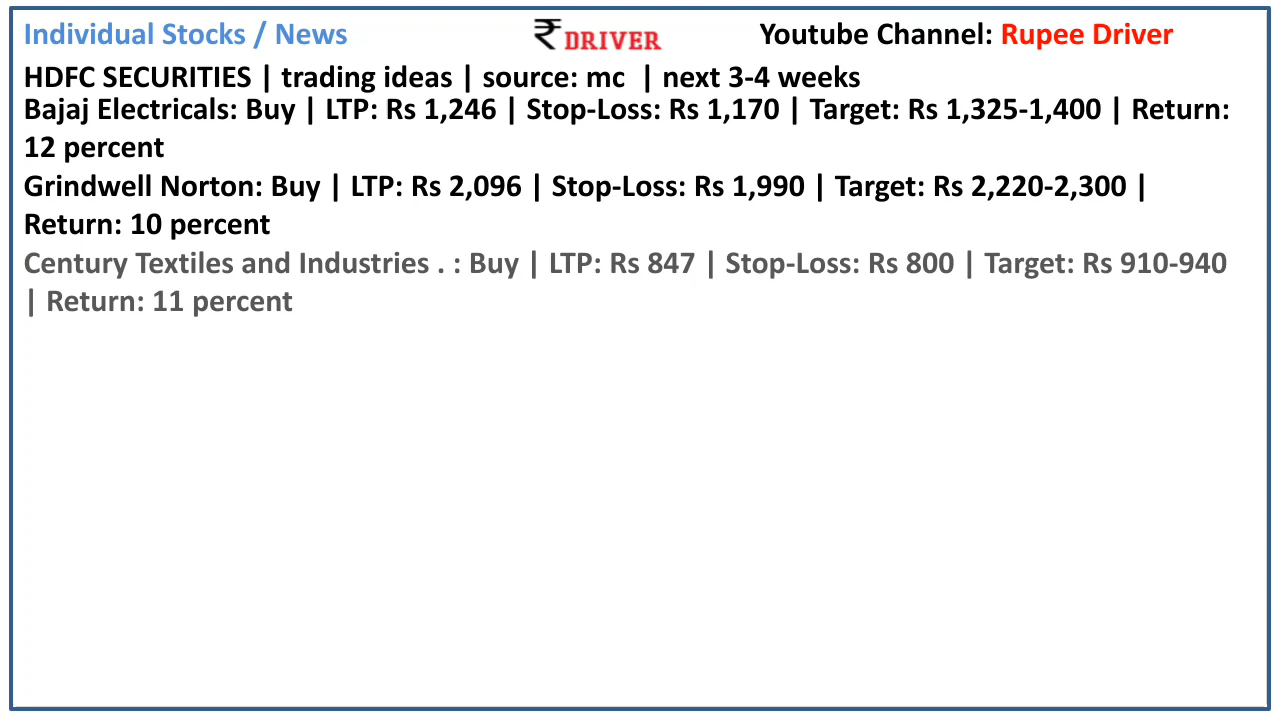 Individual Stocks / News
₹ DRIVER
Youtube Channel: Rupee Driver
HDFC SECURITIES | trading ideas | source: mc | next 3-4 weeks
Bajaj Electricals: Buy | LTP: Rs 1,246 | Stop-Loss: Rs 1,170 | Target: Rs 1,325-1,400 | Return:
12 percent
Grindwell Norton: Buy | LTP: Rs 2,096 | Stop-Loss: Rs 1,990 | Target: Rs 2,220-2,300 |
Return: 10 percent
Century Textiles and Industries . : Buy | LTP: Rs 847 | Stop-Loss: Rs 800 | Target: Rs 910-940
| Return: 11 percent